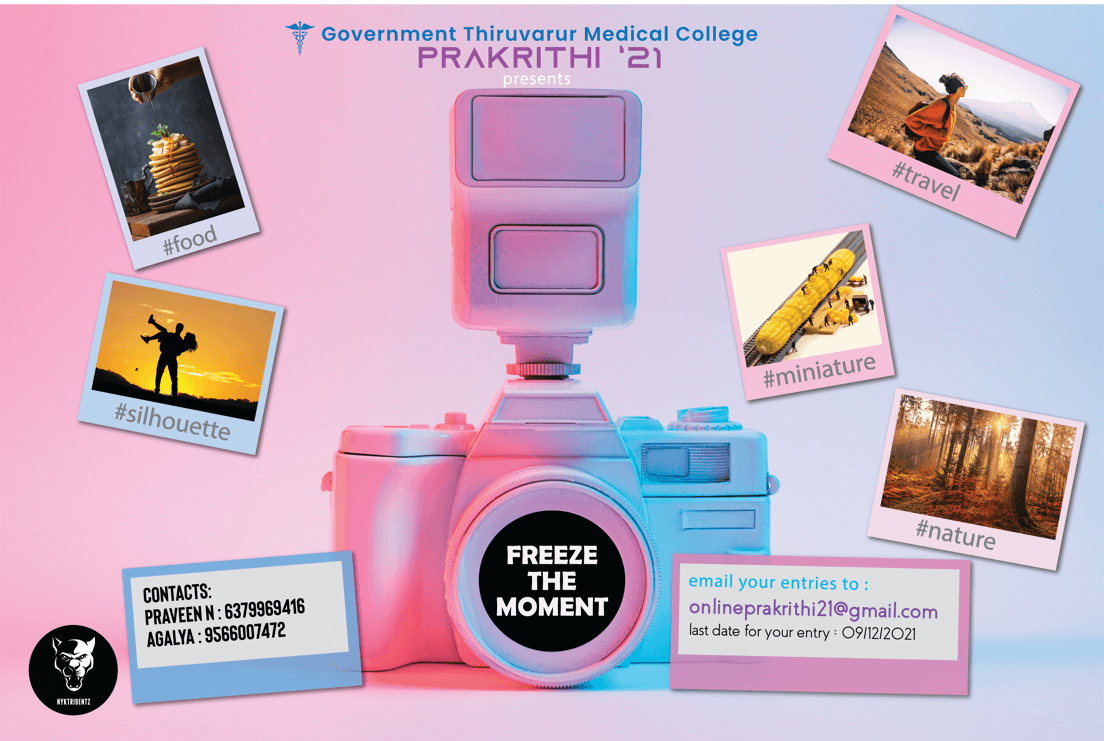 Government Thiruvarur Medical College
PRAKRITHI ‘21
presents
#food
#travel
#silhouette
#miniature
#nature
FREEZE
THE
MOMENT
CONTACTS:
PRAVEEN N : 6379969416
AGALYA : 9566007472
email your entries to :
onlineprakrithi21@gmail.com
last date for your entry : 09/12/2021
NYKTRIDENTZ